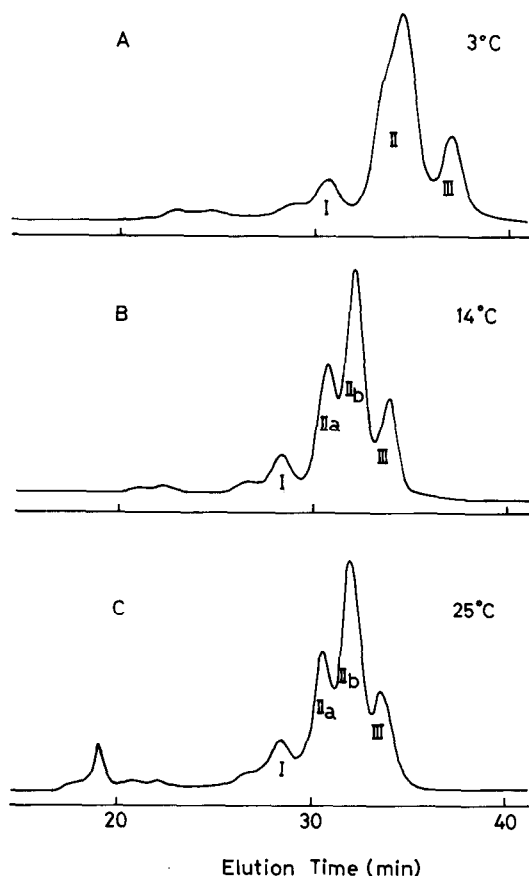 A 3°C
I II III
B 14°C
I IIa IIb III
20 30 40
C 25°C
I IIa IIb III
20 30 40
Elution Time (min)